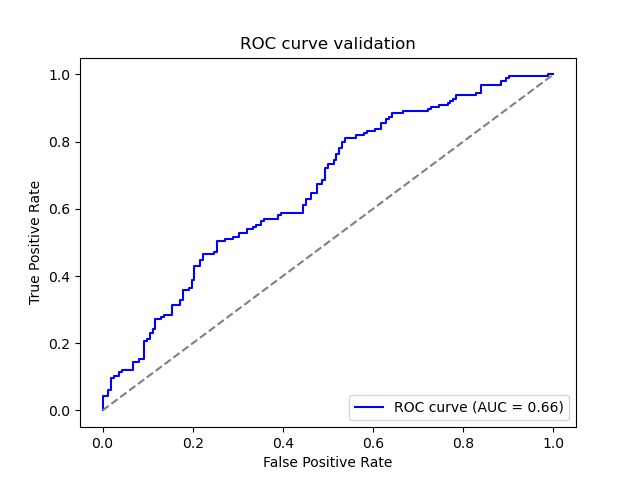 ROC curve validation
True Positive Rate
1.0
0.8
0.6
0.4
0.2
0.0
ROC curve (AUC = 0.66)
0.0 0.2 0.4 0.6 0.8 1.0
False Positive Rate